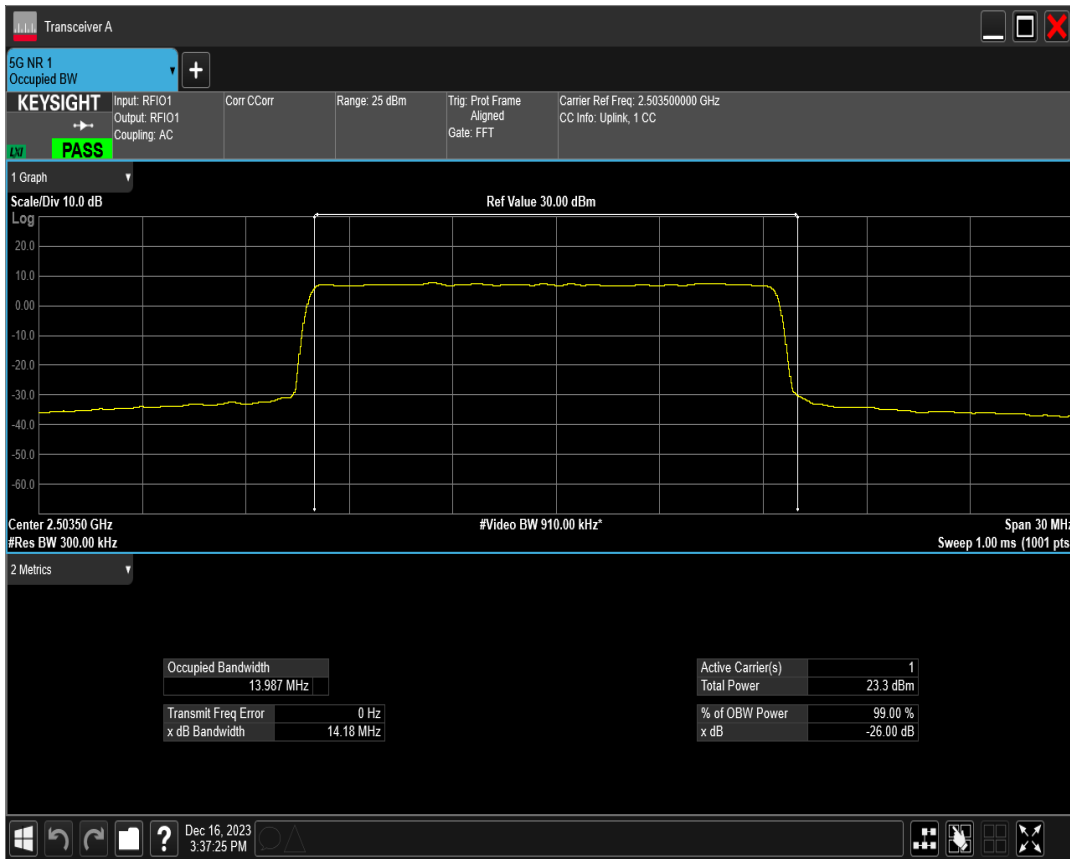 Transceiver A
5G NR 1
Occupied BW
KEYSIGHT
LXI
PASS
Input: RFIO1
Output: RFIO1
Coupling: AC
Corr CCorr
Range: 25 dBm
Trig: Prot Frame
Aligned
Gate: FFT
Carrier Ref Freq: 2.503500000 GHz
CC Info: Uplink, 1 CC
1 Graph
Scale/Div 10.0 dB
Ref Value 30.00 dBm
Log
20.0
10.0
0.00
-10.0
-20.0
-30.0
-40.0
-50.0
-60.0
Center 2.50350 GHz
#Video BW 910.00 kHz*
Span 30 MHz
#Res BW 300.00 kHz
Sweep 1.00 ms (1001 pts
2 Metrics
Occupied Bandwidth
13.987 MHz
Transmit Freq Error 0 Hz
x dB Bandwidth 14.18 MHz
Active Carrier(s) 1
Total Power 23.3 dBm
% of OBW Power 99.00 %
x dB -26.00 dB
?
Dec 16, 2023
3:37:25 PM